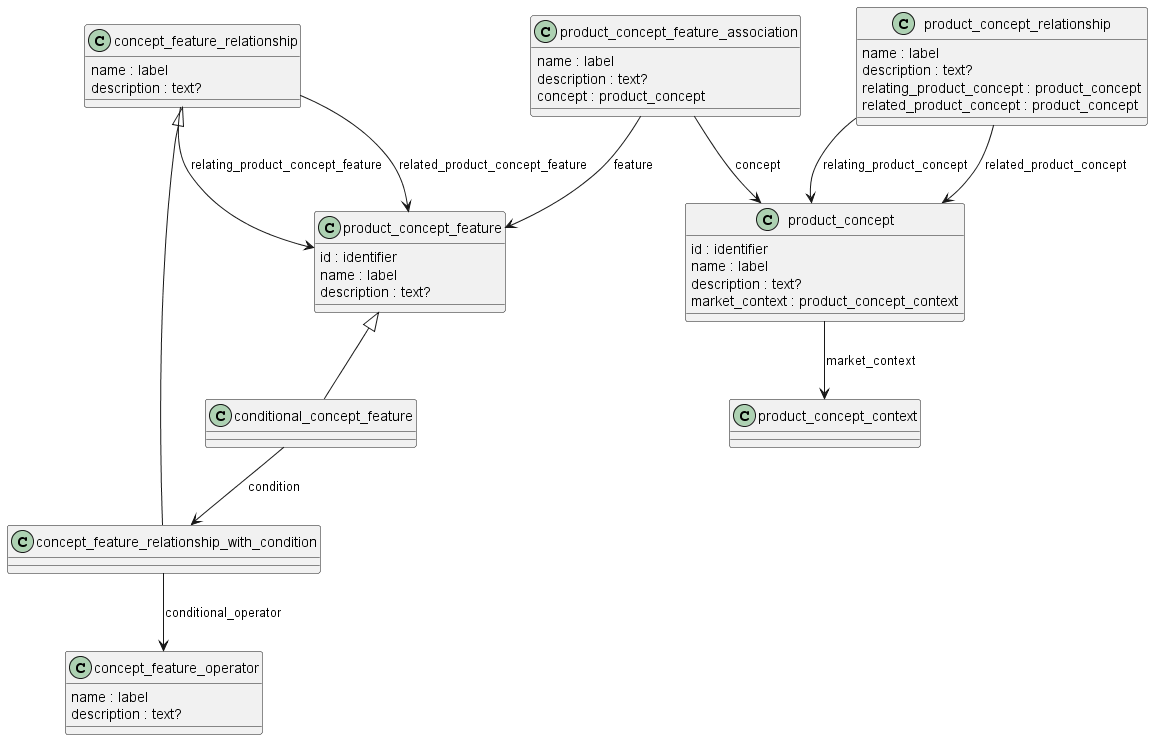 C concept_feature_relationship
name : label
description : text?
C product_concept_feature_association
name : label
description : text?
concept : product_concept
C product_concept_relationship
name : label
description : text?
relating_product_concept : product_concept
related_product_concept : product_concept
relating_product_concept_feature
related_product_concept_feature
feature
concept
relating_product_concept
related_product_concept
C product_concept_feature
id : identifier
name : label
description : text?
C product_concept
id : identifier
name : label
description : text?
market_context : product_concept_context
market_context
C conditional_concept_feature
C product_concept_context
condition
C concept_feature_relationship_with_condition
conditional_operator
C concept_feature_operator
name : label
description : text?